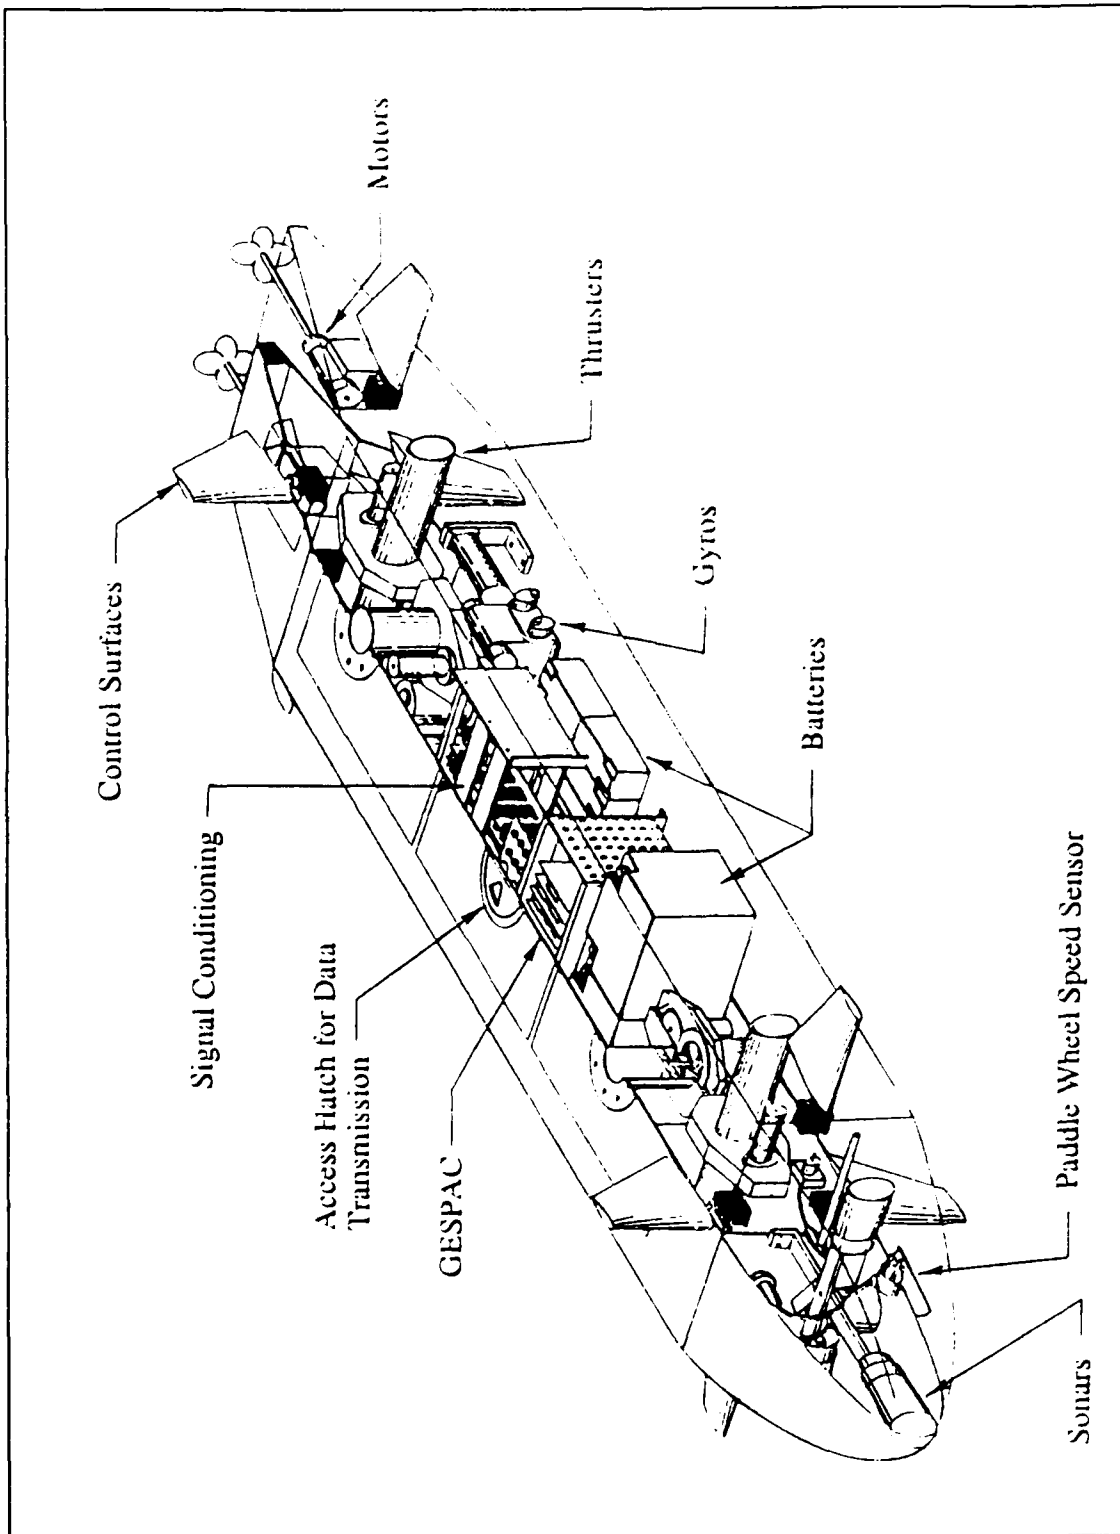 Control Surfaces
Signal Conditioning
Access Hatch for Data
Transmission
GESPAC
Motors
Thrusters
Gyros
Batteries
Paddle Wheel Speed Sensor
Sonars